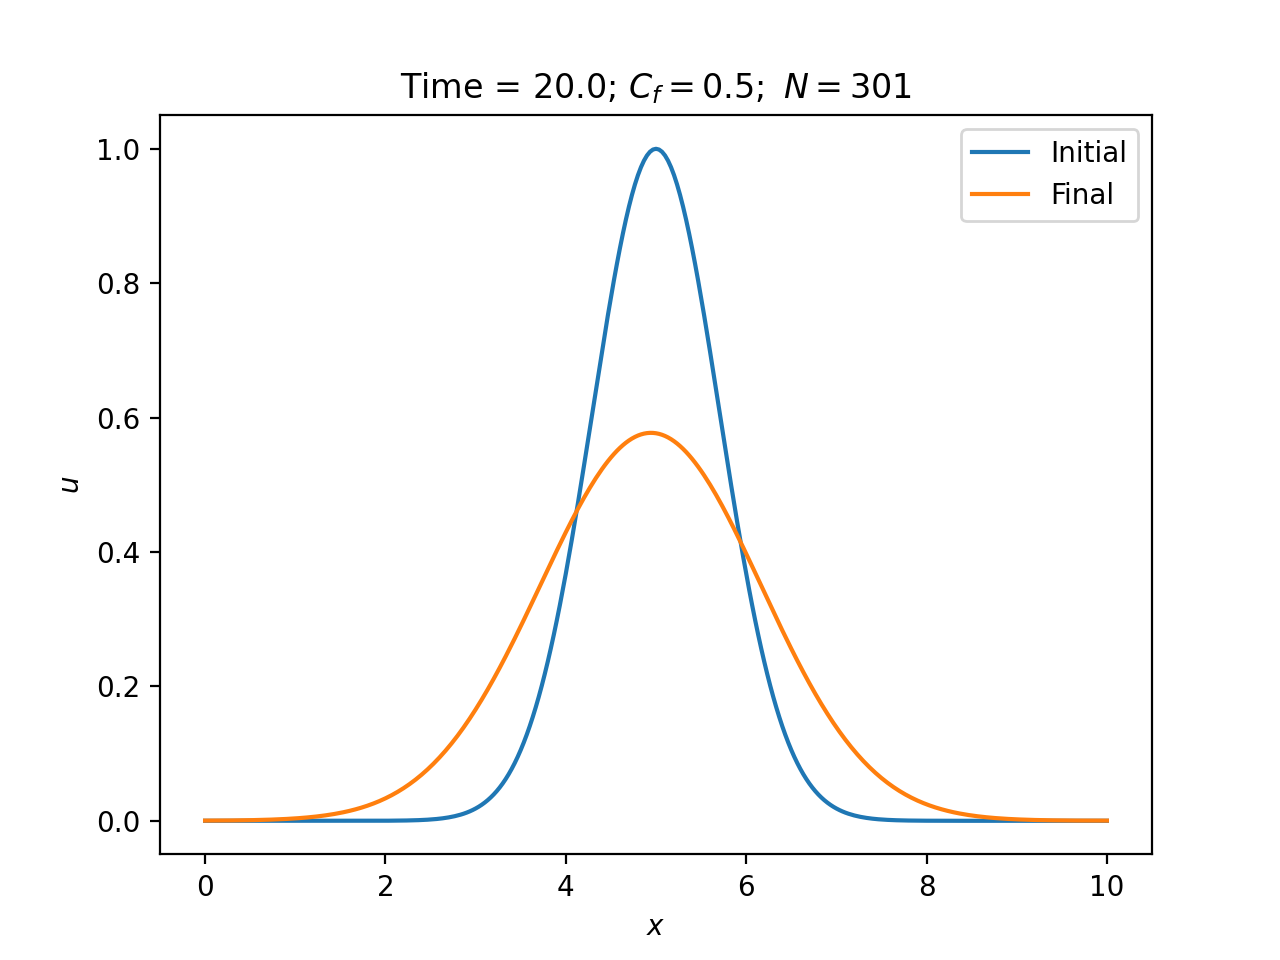 Time = 20.0; $C_f = 0.5$; $N = 301$
Initial
Final
1.0
0.8
0.6
0.4
0.2
0.0
u
0 2 4 6 8 10
x